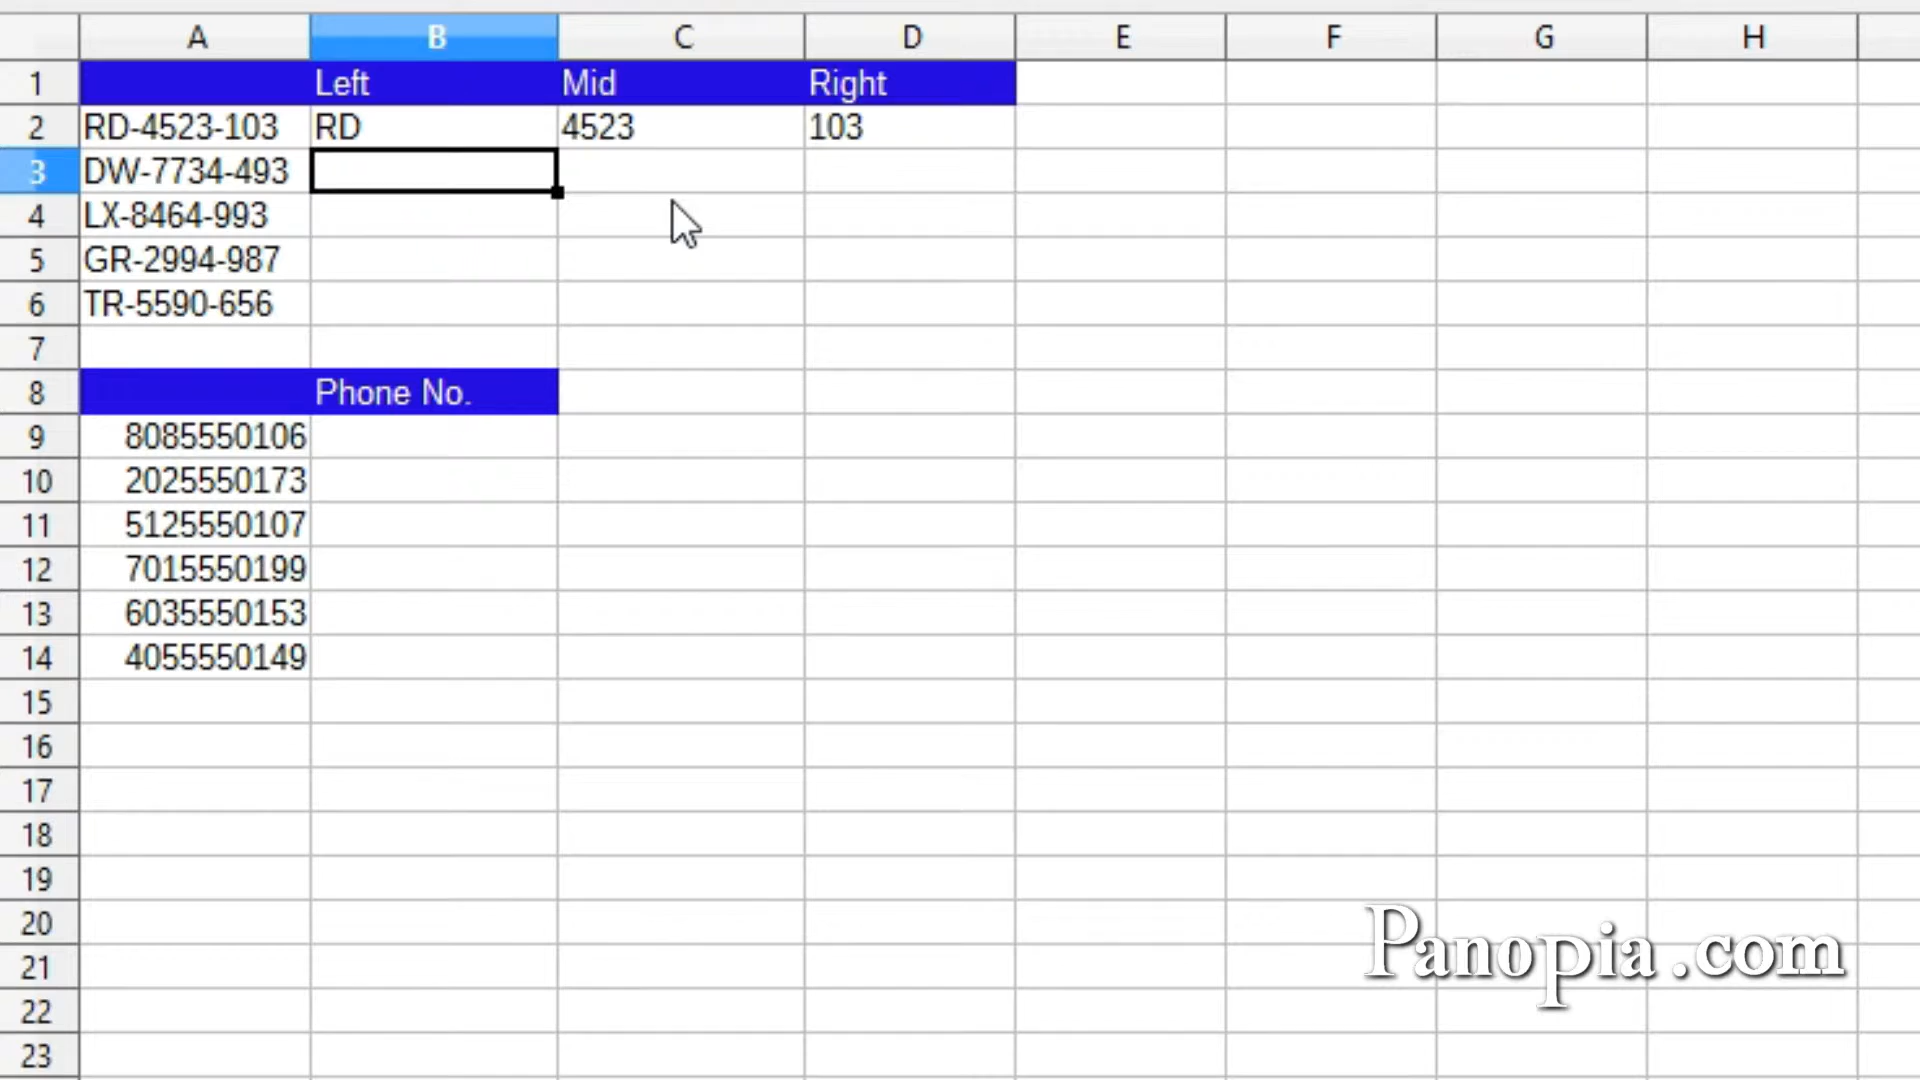 A B C D E F G H
1 Left Mid Right
2 RD-4523-103 RD 4523 103
3 DW-7734-493
4 LX-8464-993
5 GR-2994-987
6 TR-5590-656
7
8 Phone No.
9 8085550106
10 2025550173
11 5125550107
12 7015550199
13 6035550153
14 4055550149
15
16
17
18
19
20
21
22
23
Panopia.com